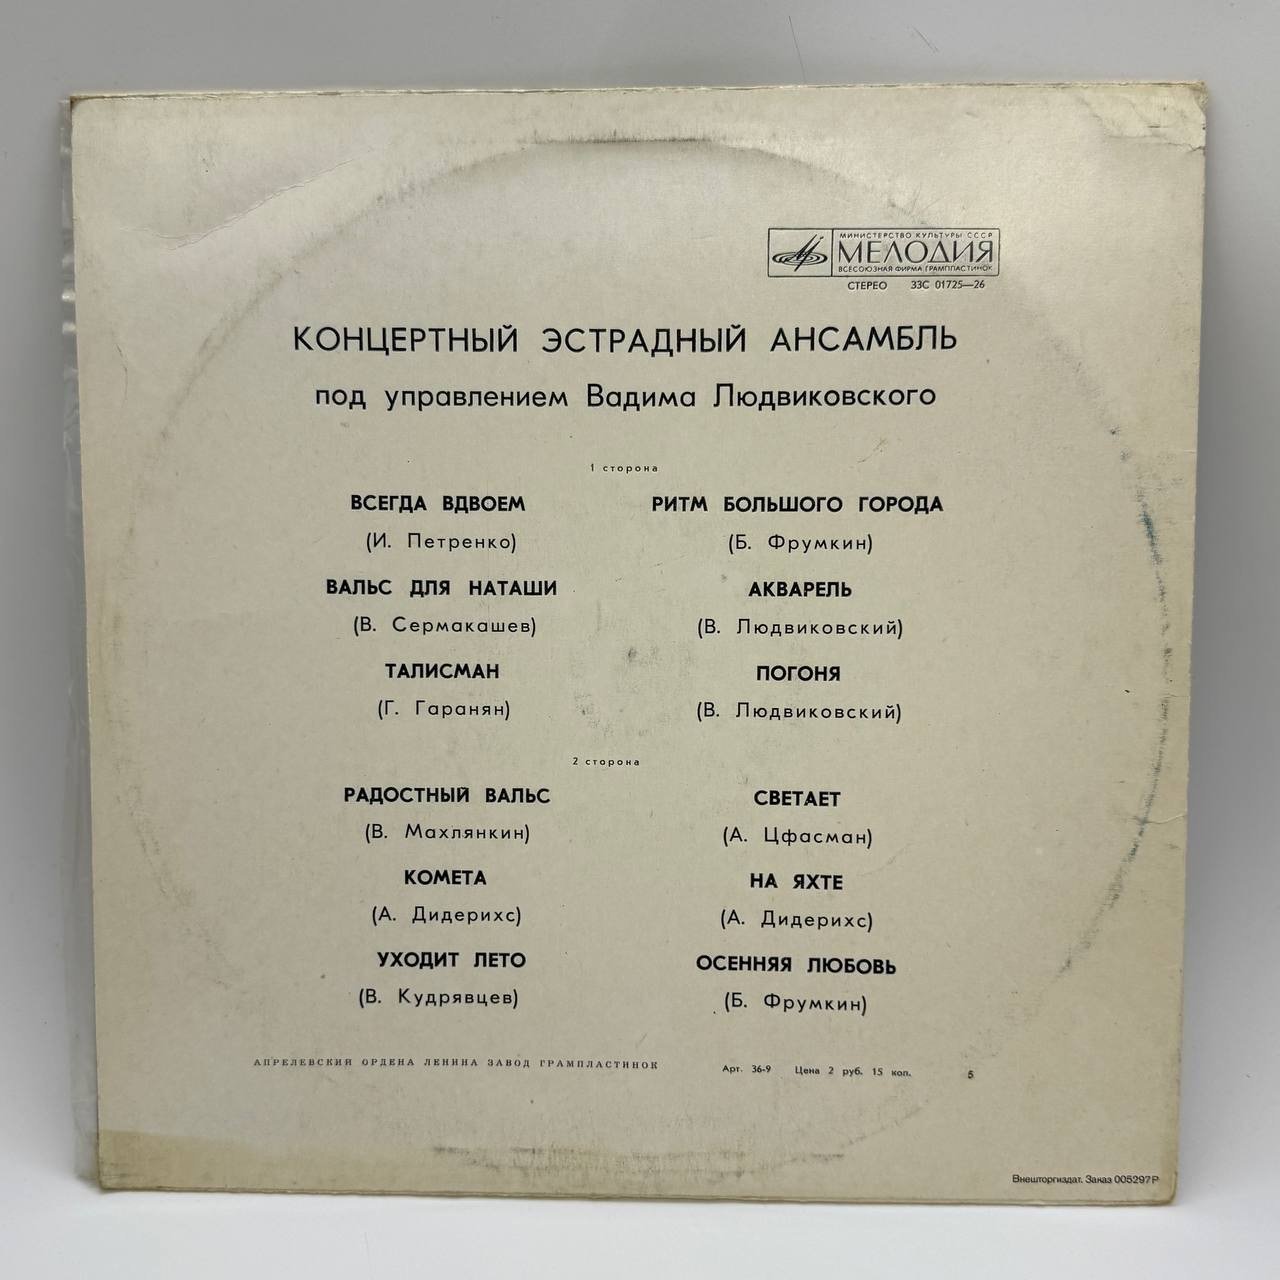 МИНИСТЕРСТВО КУЛЬТУРЫ СССР
МЕЛОДИЯ
ВСЕСОЮЗНАЯ ФИРМА ГРАМПЛАСТИНОК
СТЕРЕО 33С 01725—26
КОНЦЕРТНЫЙ ЭСТРАДНЫЙ АНСАМБЛЬ
под управлением Вадима Людвиковского
1 сторона
ВСЕГДА ВДВОЕМ
(И. Петренко)
ВАЛЬС ДЛЯ НАТАШИ
(В. Сермакашев)
ТАЛИСМАН
(Г. Гаранян)
РИТМ БОЛЬШОГО ГОРОДА
(Б. Фрумкин)
АКВАРЕЛЬ
(В. Людвиковский)
ПОГОНЯ
(В. Людвиковский)
2 сторона
РАДОСТНЫЙ ВАЛЬС
(В. Махлянкин)
КОМЕТА
(А. Дидерихс)
УХОДИТ ЛЕТО
(В. Кудрявцев)
СВЕТАЕТ
(А. Цфасман)
НА ЯХТЕ
(А. Дидерихс)
ОСЕННЯЯ ЛЮБОВЬ
(Б. Фрумкин)
АПРЕЛЕВСКИЙ ОРДЕНА ЛЕНИНА ЗАВОД ГРАМПЛАСТИНОК
Арт. 36-9 Цена 2 руб. 15 коп. 5
Внешторгиздат. Заказ 005297Р